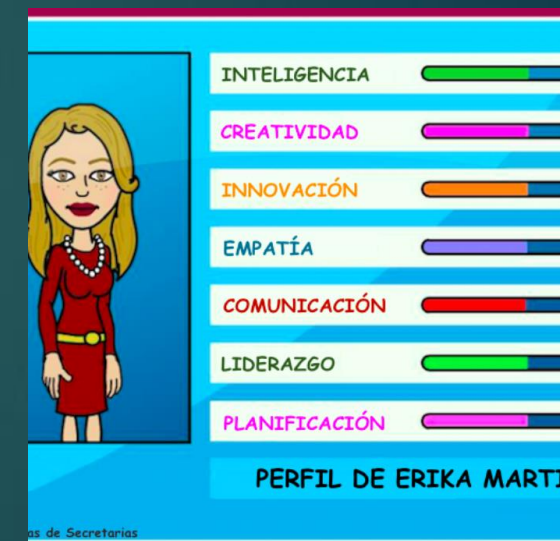 INTELIGENCIA
CREATIVIDAD
INNOVACIÓN
EMPATÍA
COMUNICACIÓN
LIDERAZGO
PLANIFICACIÓN
PERFIL DE ERIKA
de Secretarias